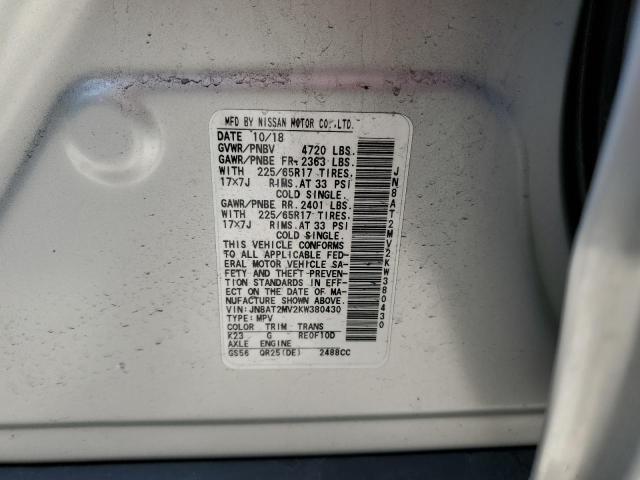 MFD BY NISSAN MOTOR CO.,LTD.
DATE 10/18
GVWR/PNBV 4720 LBS.
GAWR/PNBE FR. 2363 LBS.
WITH 225/65R17 TIRES,
17X7J RIMS.AT 33 PSI
COLD SINGLE.
GAWR/PNBE RR. 2401 LBS.
WITH 225/65R17 TIRES,
17X7J RIMS.AT 33 PSI
COLD SINGLE.
THIS VEHICLE CONFORMS
TO ALL APPLICABLE FED-
ERAL MOTOR VEHICLE SA-
FETY AND THEFT-PREVEN-
TION STANDARDS IN EFF-
ECT ON THE DATE OF MA-
NUFACTURE SHOWN ABOVE.
VIN: JN8AT2MV2KW380430
TYPE: MPV
COLOR TRIM TRANS
K23 G RE0F10D
AXLE ENGINE
GS56 QR25(DE) 2488CC
JN8AT2MV2KW380430